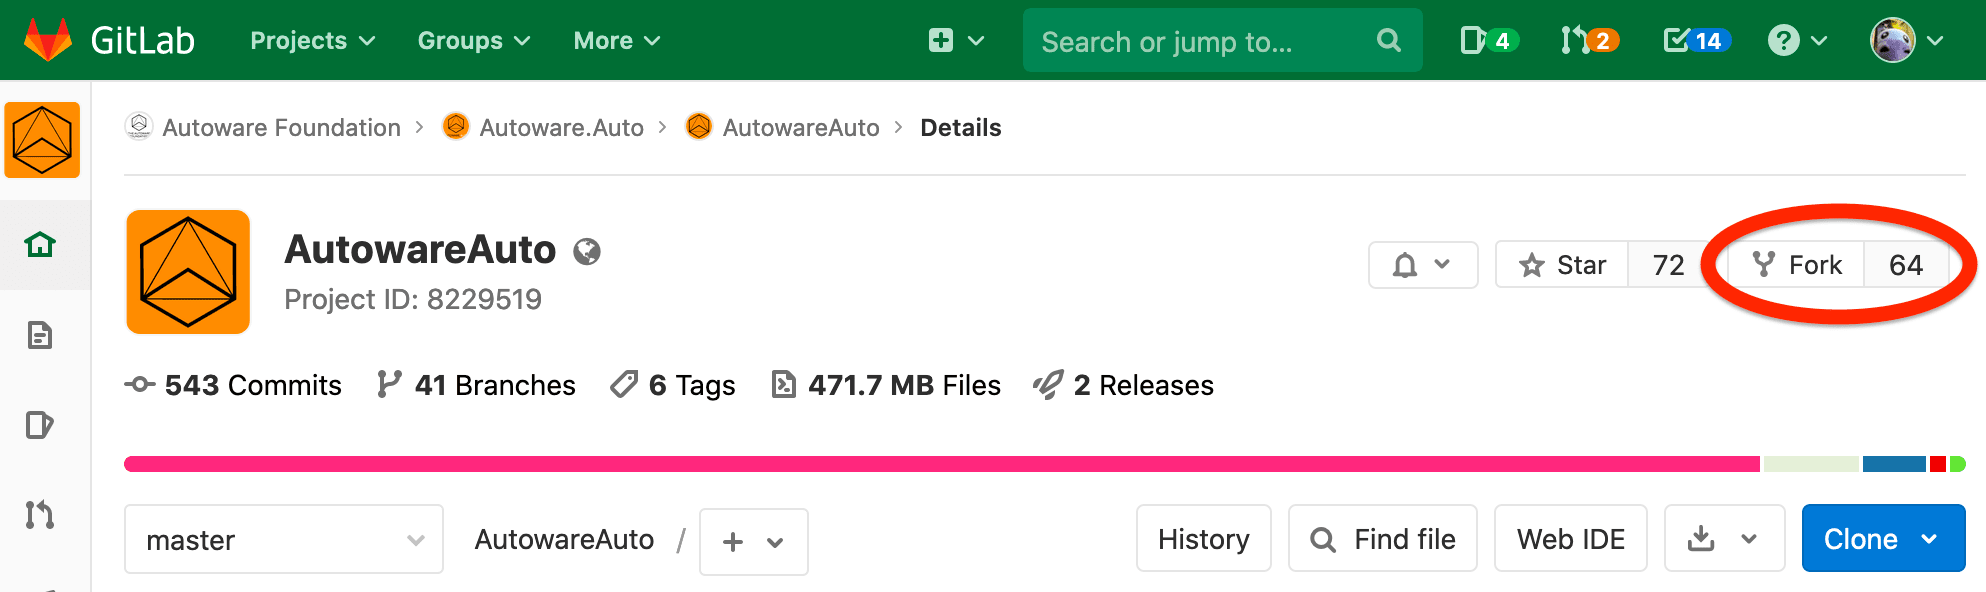 GitLab Projects Groups More Search or jump to... 4 2 14
Autoware Foundation > Autoware.Auto > AutowareAuto > Details
AutowareAuto
Star 72 Fork 64
Project ID: 8229519
543 Commits 41 Branches 6 Tags 471.7 MB Files 2 Releases
master AutowareAuto / + History Find file Web IDE Clone